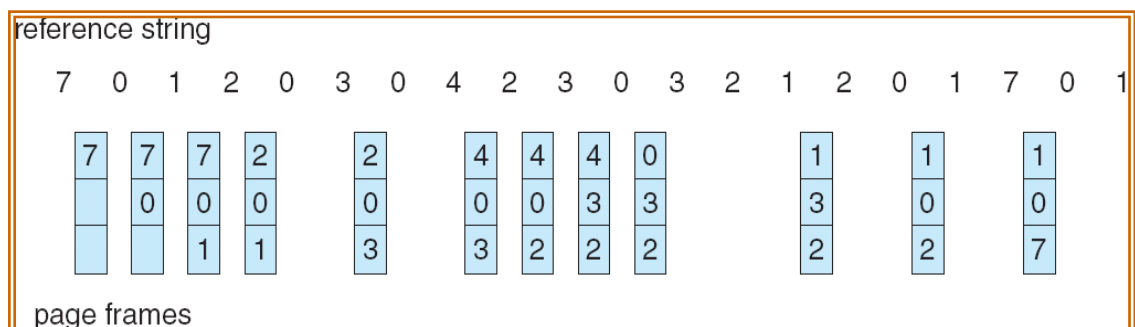 reference string
7 0 1 2 0 3 0 4 2 3 0 3 2 1 2 0 1 7 0 1
7 7 7 2 2 4 4 4 0 1 1 1
0 0 0 0 0 0 3 3 3 0 0
1 1 3 3 2 2 2 2 2 7
page frames